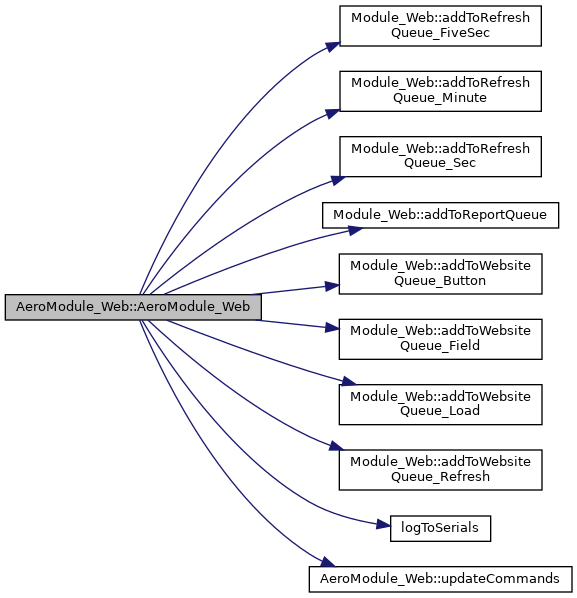 Module_Web::addToRefresh
Queue_FiveSec
Module_Web::addToRefresh
Queue_Minute
Module_Web::addToRefresh
Queue_Sec
Module_Web::addToReportQueue
Module_Web::addToWebsite
Queue_Button
AeroModule_Web::AeroModule_Web
Module_Web::addToWebsite
Queue_Field
Module_Web::addToWebsite
Queue_Load
Module_Web::addToWebsite
Queue_Refresh
logToSerials
AeroModule_Web::updateCommands